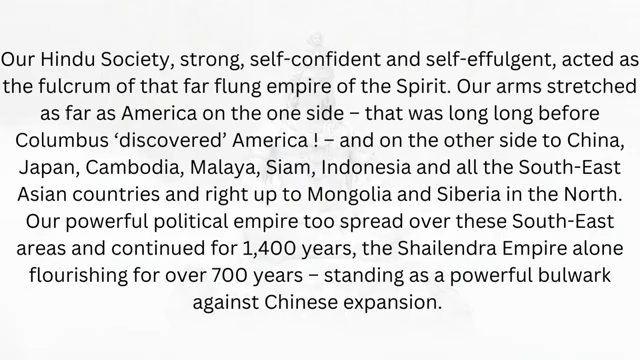 Our Hindu Society, strong, self-confident and self-effulgent, acted as
the fulcrum of that far flung empire of the Spirit. Our arms stretched
as far as America on the one side – that was long long before
Columbus ‘discovered’ America ! – and on the other side to China,
Japan, Cambodia, Malaya, Siam, Indonesia and all the South-East
Asian countries and right up to Mongolia and Siberia in the North.
Our powerful political empire too spread over these South-East
areas and continued for 1,400 years, the Shailendra Empire alone
flourishing for over 700 years – standing as a powerful bulwark
against Chinese expansion.